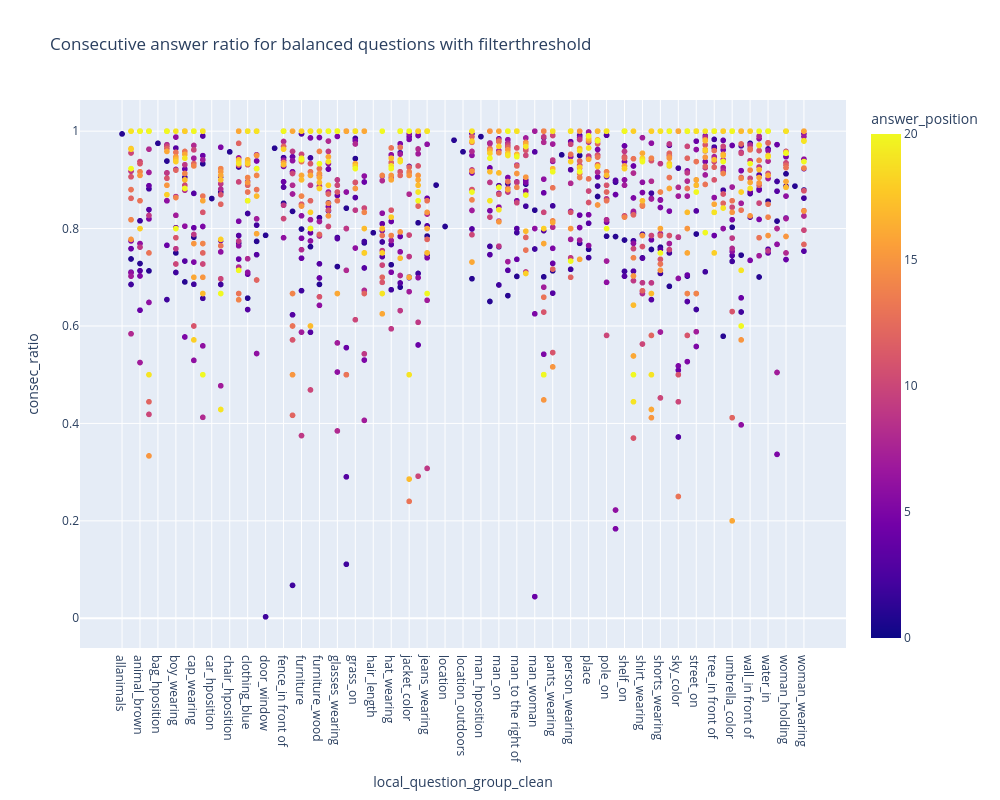 Consecutive answer ratio for balanced questions with filterthreshold
answer_position
20
15
10
5
0
consec_ratio
1
0.8
0.6
0.4
0.2
0
allanimals
animal_brown
bag_hposition
boy_wearing
cap_wearing
car_hposition
chair_hposition
clothing_blue
door_window
fence_in front of
furniture
furniture_wood
glasses_wearing
grass_on
hair_length
hat_wearing
jacket_color
jeans_wearing
location
location_outdoors
man_hposition
man_on
man_to the right of
man_woman
pants_wearing
person_wearing
place
pole_on
shelf_on
shirt_wearing
shorts_wearing
sky_color
street_on
tree_in front of
umbrella_color
wall_in front of
water_in
woman_holding
woman_wearing
local_question_group_clean